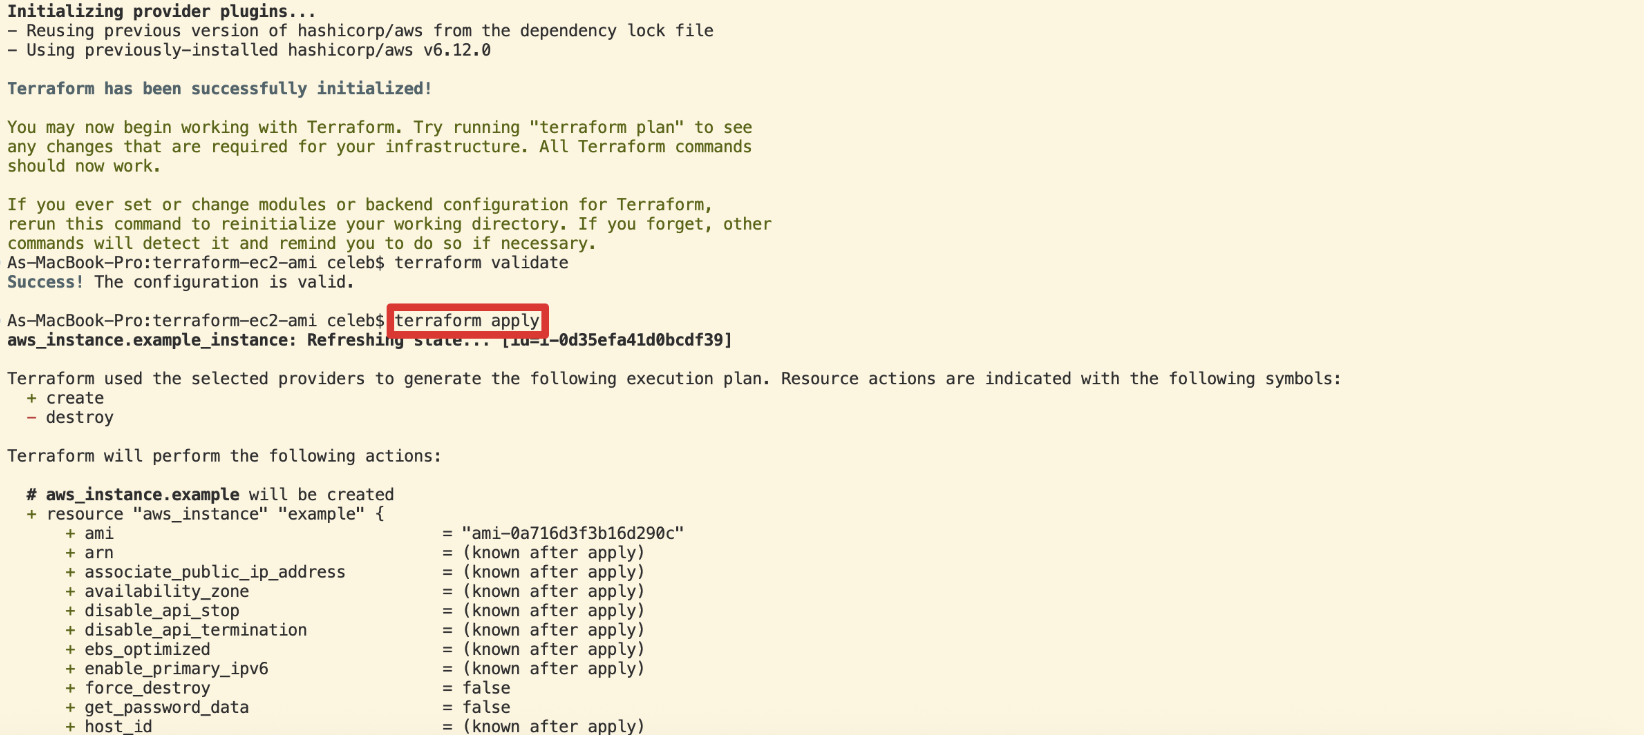 Initializing provider plugins...
- Reusing previous version of hashicorp/aws from the dependency lock file
- Using previously-installed hashicorp/aws v6.12.0
Terraform has been successfully initialized!
You may now begin working with Terraform. Try running "terraform plan" to see
any changes that are required for your infrastructure. All Terraform commands
should now work.
If you ever set or change modules or backend configuration for Terraform,
rerun this command to reinitialize your working directory. If you forget, other
commands will detect it and remind you to do so if necessary.
As-MacBook-Pro:terraform-ec2-ami celeb$ terraform validate
Success! The configuration is valid.
As-MacBook-Pro:terraform-ec2-ami celeb$ terraform apply
aws_instance.example_instance: Refreshing state... [id=i-0d35efa41d0bcdf39]
Terraform used the selected providers to generate the following execution plan. Resource actions are indicated with the following symbols:
+ create
- destroy
Terraform will perform the following actions:
# aws_instance.example will be created
+ resource "aws_instance" "example" {
+ ami = "ami-0a716d3f3b16d290c"
+ arn = (known after apply)
+ associate_public_ip_address = (known after apply)
+ availability_zone = (known after apply)
+ disable_api_stop = (known after apply)
+ disable_api_termination = (known after apply)
+ ebs_optimized = (known after apply)
+ enable_primary_ipv6 = (known after apply)
+ force_destroy = false
+ get_password_data = false
+ host_id = (known after apply)